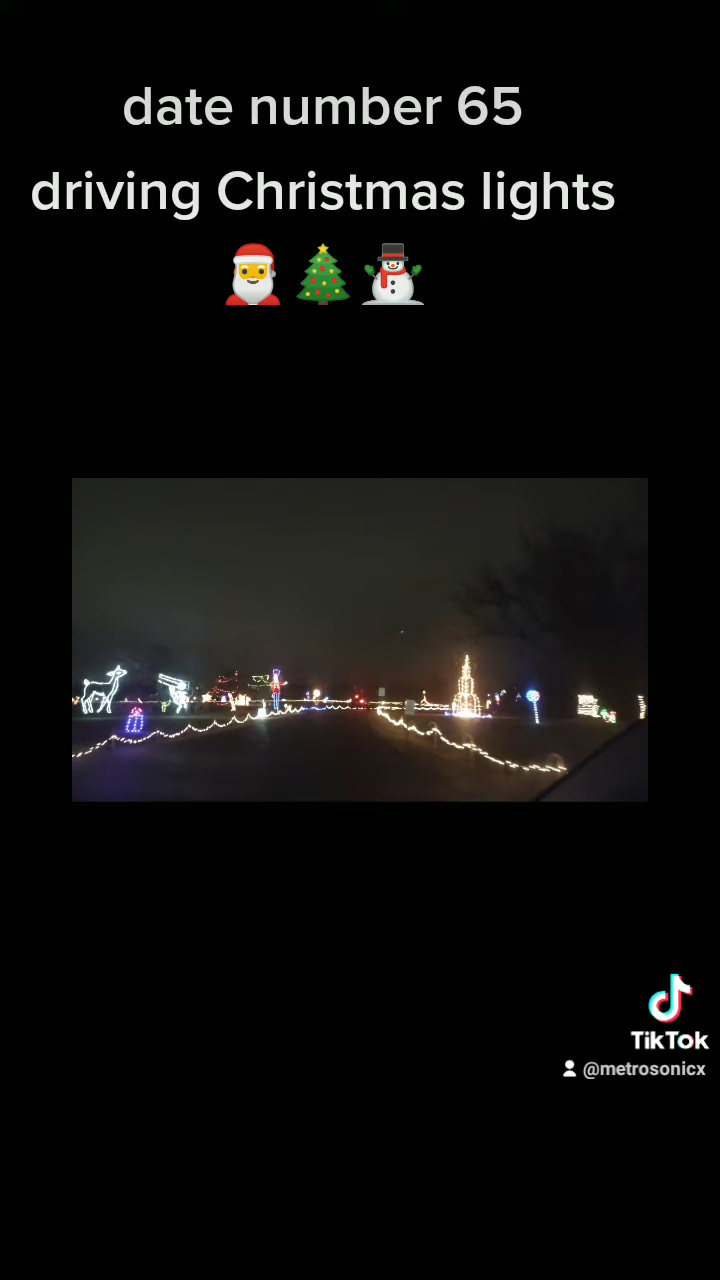 date number 65
driving Christmas lights
🎅🎄⛄
TikTok
@metrosonicx